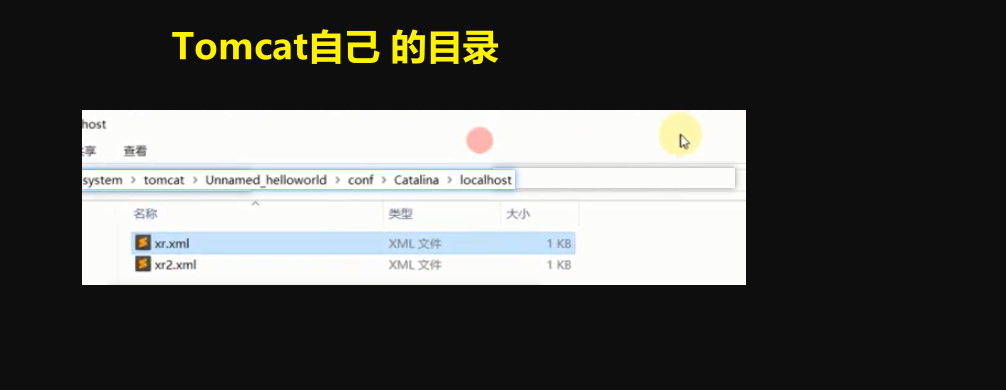 Tomcat自己 的目录
host
享 查看
system > tomcat > Unnamed_helloworld > conf > Catalina > localhost
名称 类型 大小
xr.xml XML 文件 1 KB
xr2.xml XML 文件 1 KB